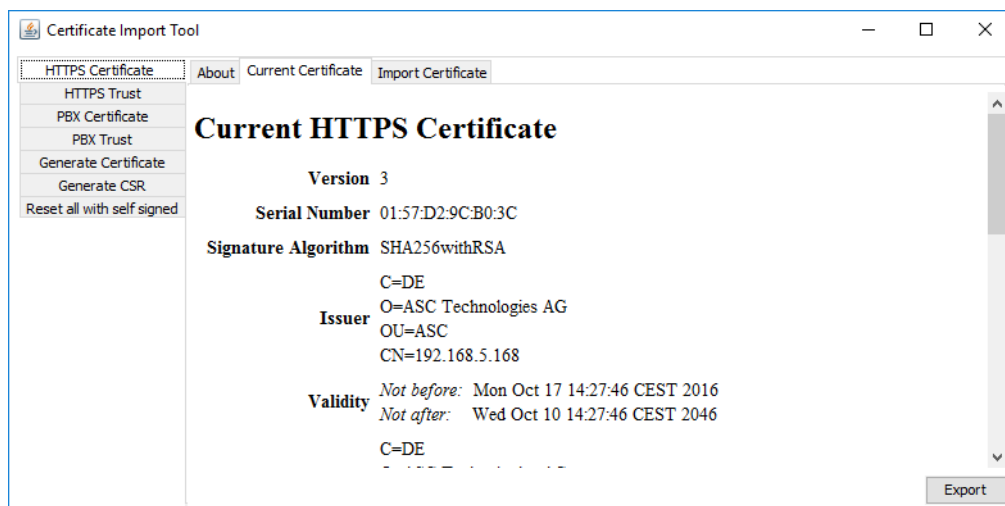 Certificate Import Tool
HTTPS Certificate
HTTPS Trust
PBX Certificate
PBX Trust
Generate Certificate
Generate CSR
Reset all with self signed
About Current Certificate Import Certificate
Current HTTPS Certificate
Version 3
Serial Number 01:57:D2:9C:B0:3C
Signature Algorithm SHA256withRSA
Issuer
C=DE
O=ASC Technologies AG
OU=ASC
CN=192.168.5.168
Validity
Not before: Mon Oct 17 14:27:46 CEST 2016
Not after: Wed Oct 10 14:27:46 CEST 2046
C=DE
Export